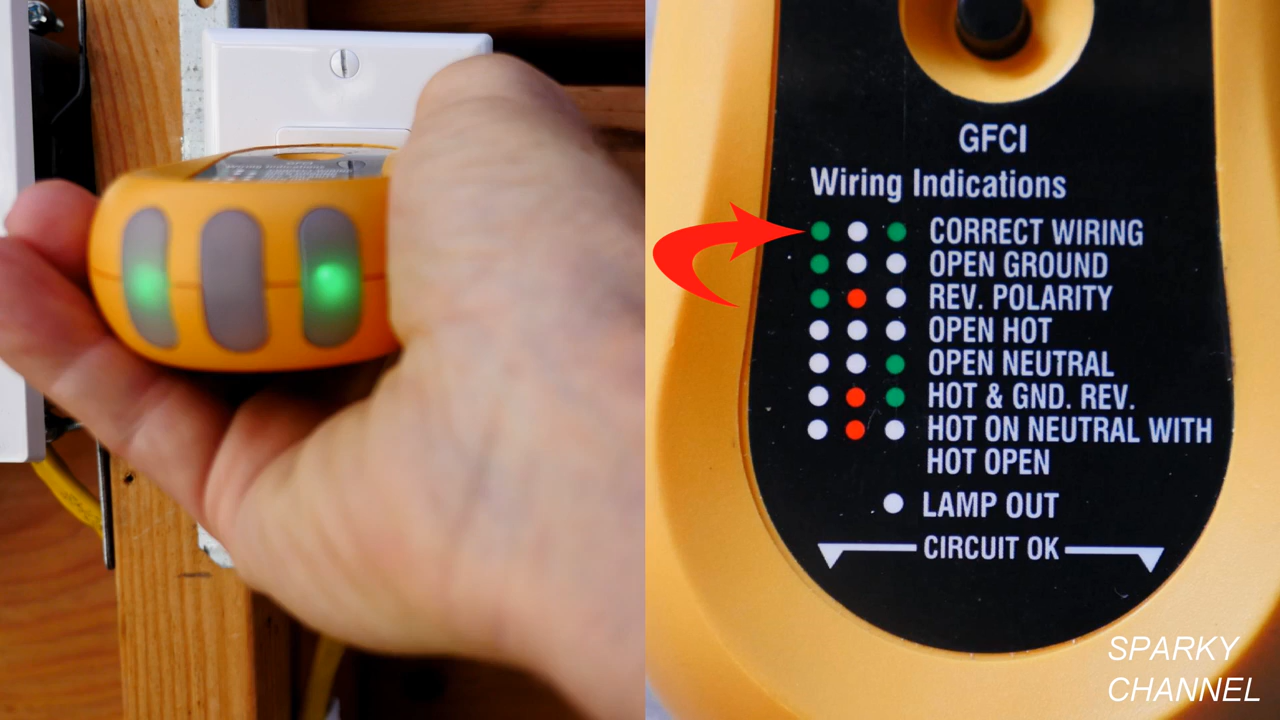 GFCI
Wiring Indications
CORRECT WIRING
OPEN GROUND
REV. POLARITY
OPEN HOT
OPEN NEUTRAL
HOT & GND. REV.
HOT ON NEUTRAL WITH
HOT OPEN
LAMP OUT
CIRCUIT OK
SPARKY
CHANNEL